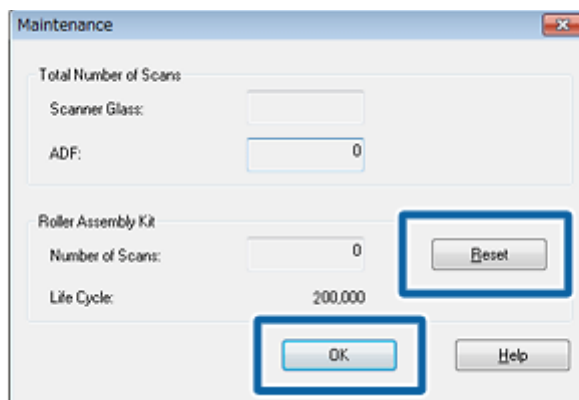 Maintenance
Total Number of Scans
Scanner Glass:
ADF: 0
Roller Assembly Kit
Number of Scans: 0 Reset
Life Cycle: 200,000
OK Help